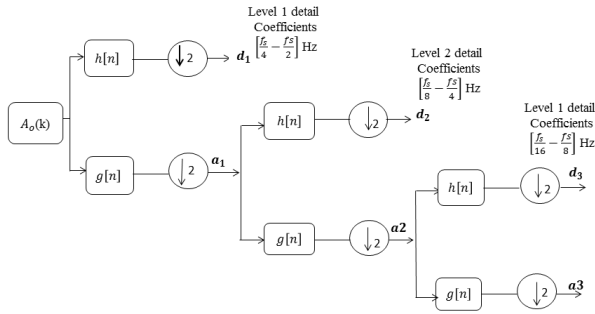 Level 1 detail
Coefficients
[fs/4 − fs/2] Hz
h[n]
↓2
d1
Level 2 detail
Coefficients
[fs/8 − fs/4] Hz
Ao(k)
h[n]
↓2
d2
Level 1 detail
Coefficients
[fs/16 − fs/8] Hz
g[n]
↓2
a1
h[n]
↓2
d3
g[n]
↓2
a2
g[n]
↓2
a3